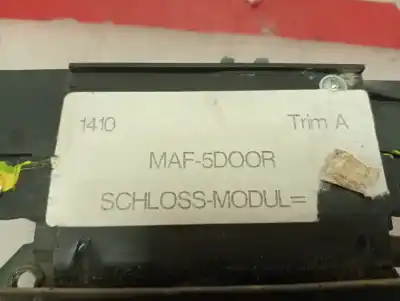 1410 Trim A
MAF-5DOOR
SCHLOSS-MODUL=